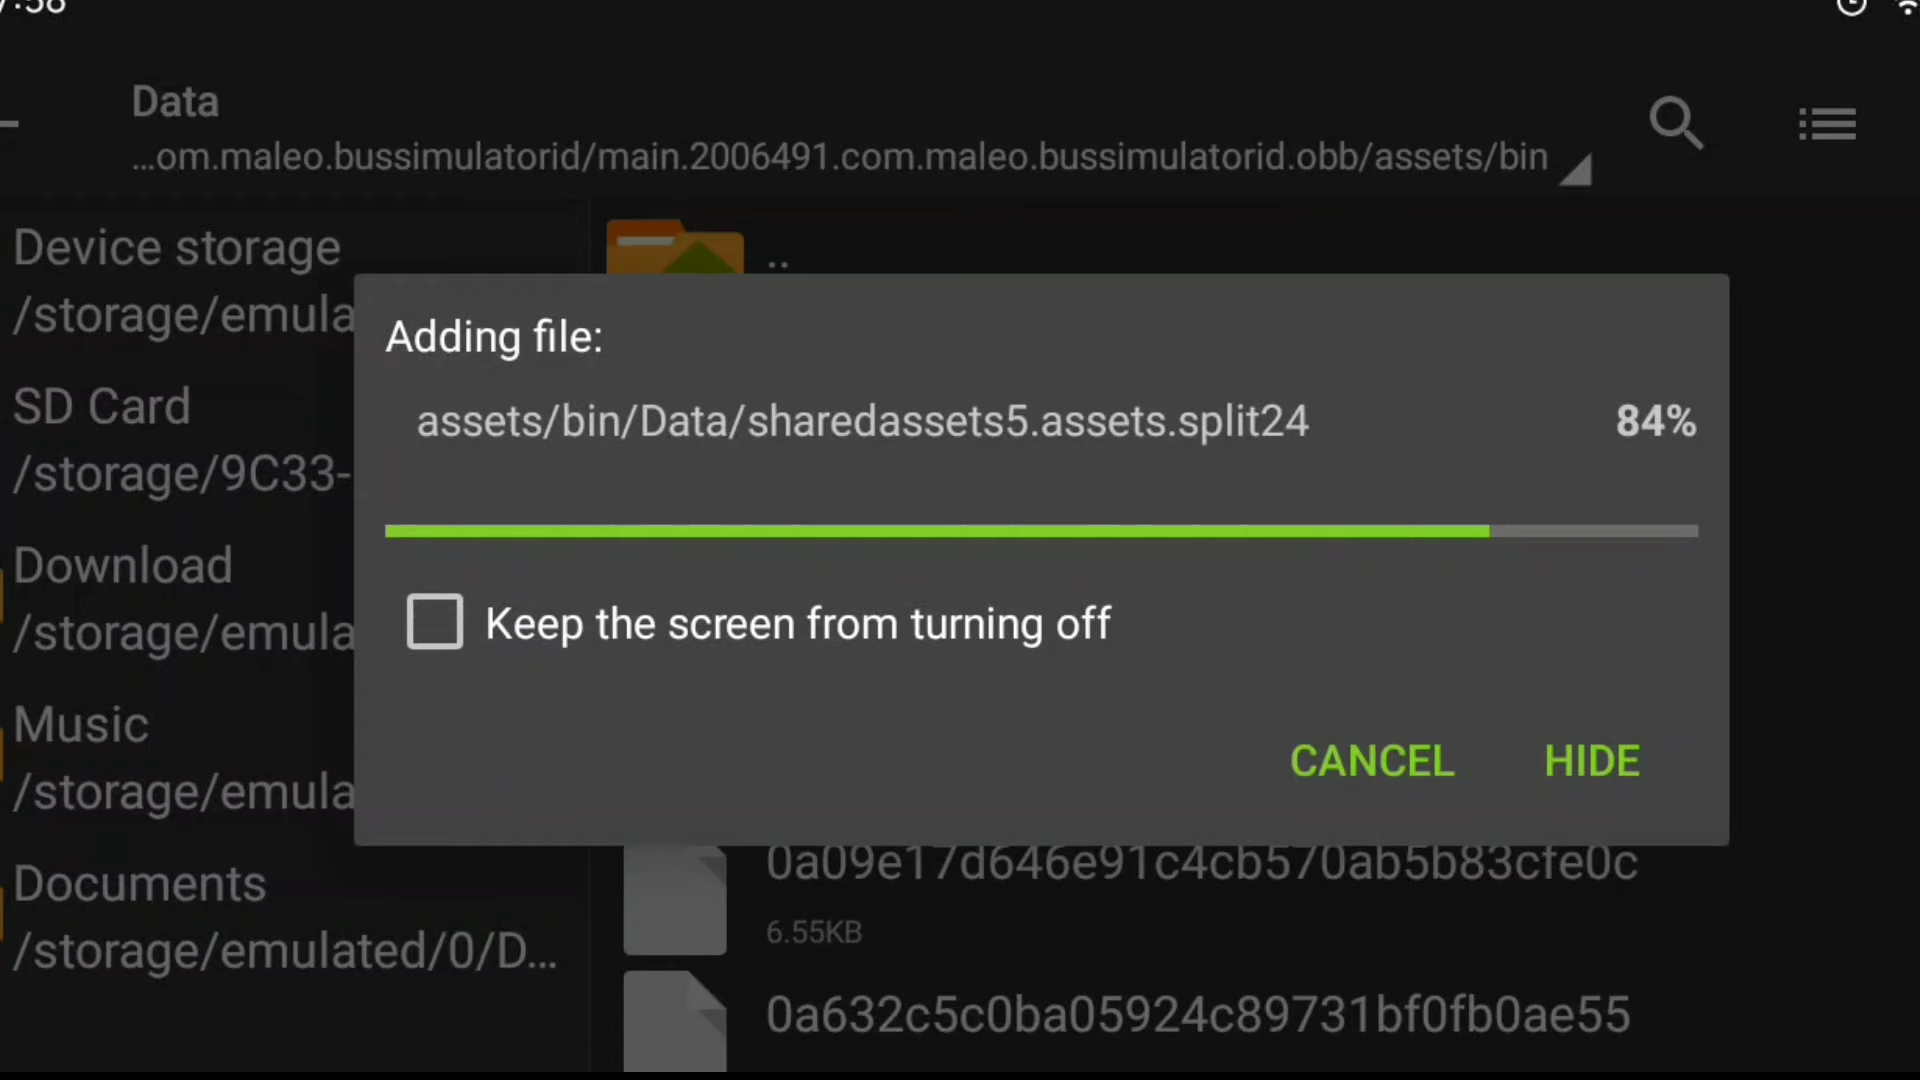 7:58
Data
...om.maleo.bussimulatorid/main.2006491.com.maleo.bussimulatorid.obb/assets/bin
Device storage
/storage/emula
SD Card
/storage/9C33-
Download
/storage/emula
Music
/storage/emula
Documents
/storage/emulated/0/D...
..
Adding file:
assets/bin/Data/sharedassets5.assets.split24 84%
Keep the screen from turning off
CANCEL HIDE
0a09e17d646e91c4cb570ab5b83cfe0c
6.55KB
0a632c5c0ba05924c89731bf0fb0ae55